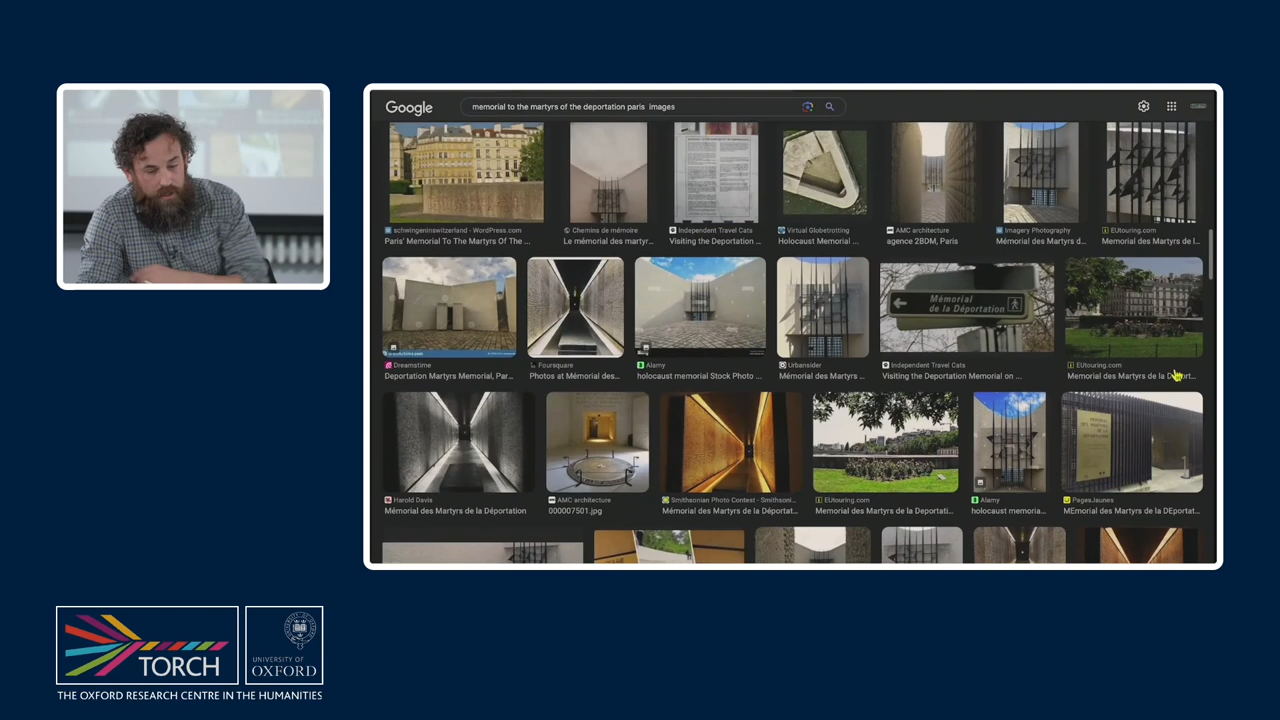 Google
memorial to the martyrs of the deportation paris images
schwingeninswitzerland - WordPress.com
Paris' Memorial To The Martyrs Of The ...
Chemins de mémoire
Le mémorial des martyr...
Independent Travel Cats
Visiting the Deportation ...
Virtual Globetrotting
Holocaust Memorial ...
AMC architecture
agence 2BDM, Paris
Imagery Photography
Mémorial des Martyrs d...
EUtouring.com
Memorial des Martyrs de l...
Mémorial
de la Déportation
Dreamstime
Deportation Martyrs Memorial, Par...
Foursquare
Photos at Mémorial des...
Alamy
holocaust memorial Stock Photo ...
Urbansider
Mémorial des Martyrs ...
Independent Travel Cats
Visiting the Deportation Memorial on ...
EUtouring.com
Memorial des Martyrs de la Déport...
Harold Davis
Mémorial des Martyrs de la Déportation
AMC architecture
000007501.jpg
Smithsonian Photo Contest - Smithsoni...
Mémorial des Martyrs de la Déportat...
EUtouring.com
Memorial des Martyrs de la Deportati...
Alamy
holocaust memoria...
PagesJaunes
MEmorial des Martyrs de la DEportat...
TORCH
UNIVERSITY OF
OXFORD
THE OXFORD RESEARCH CENTRE IN THE HUMANITIES